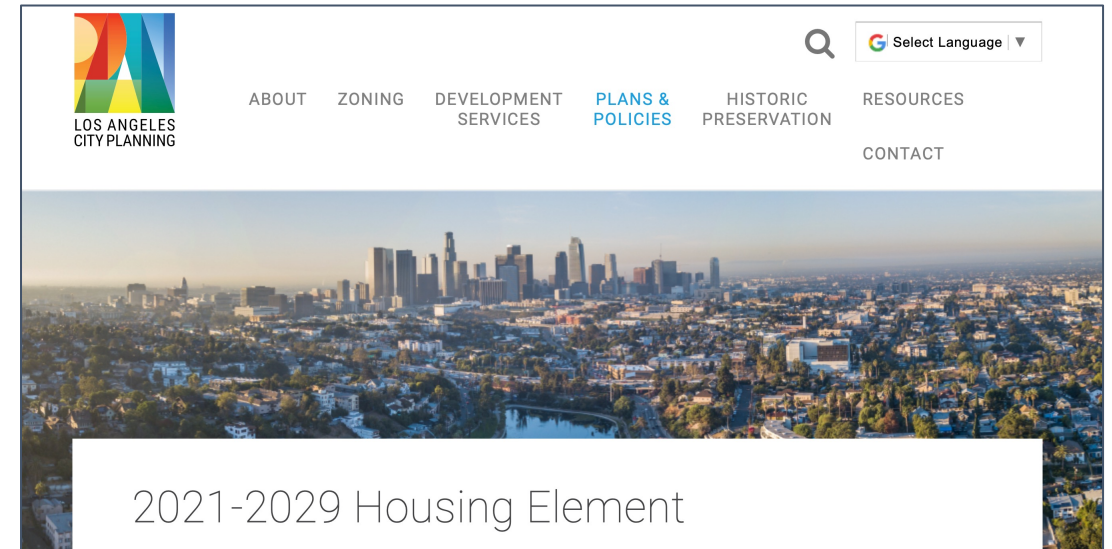 LOS ANGELES
CITY PLANNING
Select Language ▼
ABOUT
ZONING
DEVELOPMENT
SERVICES
PLANS &
POLICIES
HISTORIC
PRESERVATION
RESOURCES
CONTACT
2021-2029 Housing Element